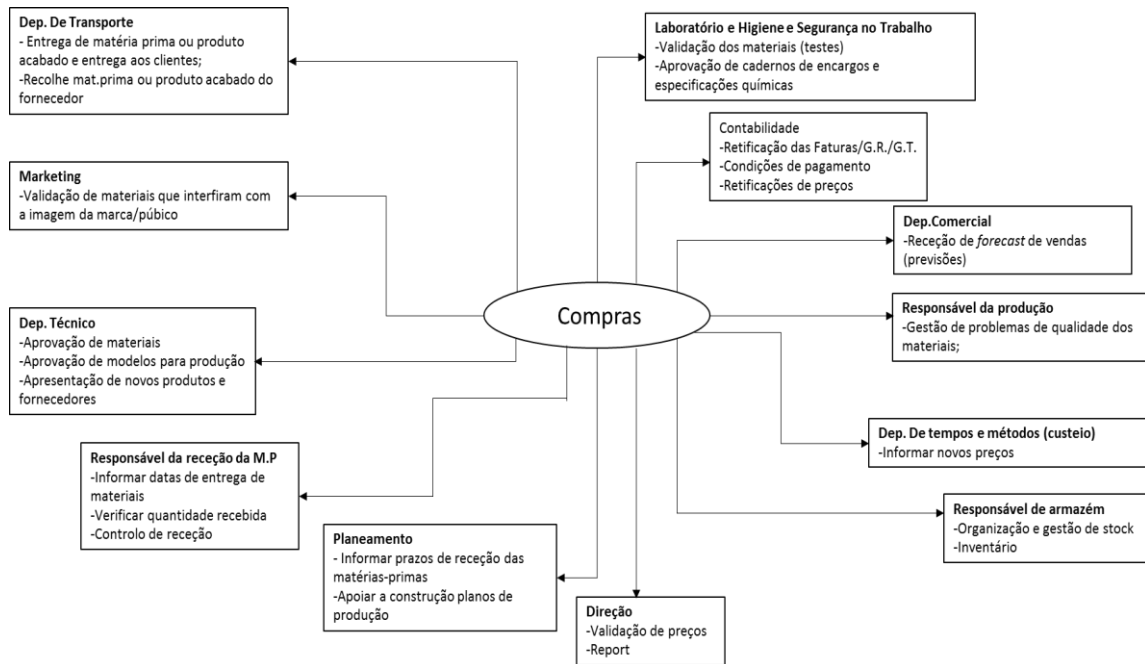 Dep. De Transporte
- Entrega de matéria prima ou produto
acabado e entrega aos clientes;
-Recolhe mat.prima ou produto acabado do
fornecedor
Laboratório e Higiene e Segurança no Trabalho
-Validação dos materiais (testes)
-Aprovação de cadernos de encargos e
especificações químicas
Contabilidade
-Retificação das Faturas/G.R./G.T.
-Condições de pagamento
-Retificações de preços
Marketing
-Validação de materiais que interfiram com
a imagem da marca/púbico
Dep.Comercial
-Receção de forecast de vendas
(previsões)
Compras
Responsável da produção
-Gestão de problemas de qualidade dos
materiais;
Dep. Técnico
-Aprovação de materiais
-Aprovação de modelos para produção
-Apresentação de novos produtos e
fornecedores
Dep. De tempos e métodos (custeio)
-Informar novos preços
Responsável da receção da M.P
-Informar datas de entrega de
materiais
-Verificar quantidade recebida
-Controlo de receção
Responsável de armazém
-Organização e gestão de stock
-Inventário
Planeamento
- Informar prazos de receção das
matérias-primas
-Apoiar a construção planos de
produção
Direção
-Validação de preços
-Report